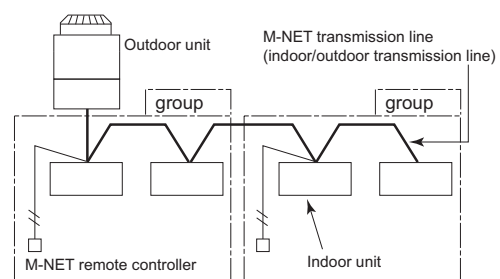 Outdoor unit
M-NET transmission line
(indoor/outdoor transmission line)
group
group
M-NET remote controller
Indoor unit